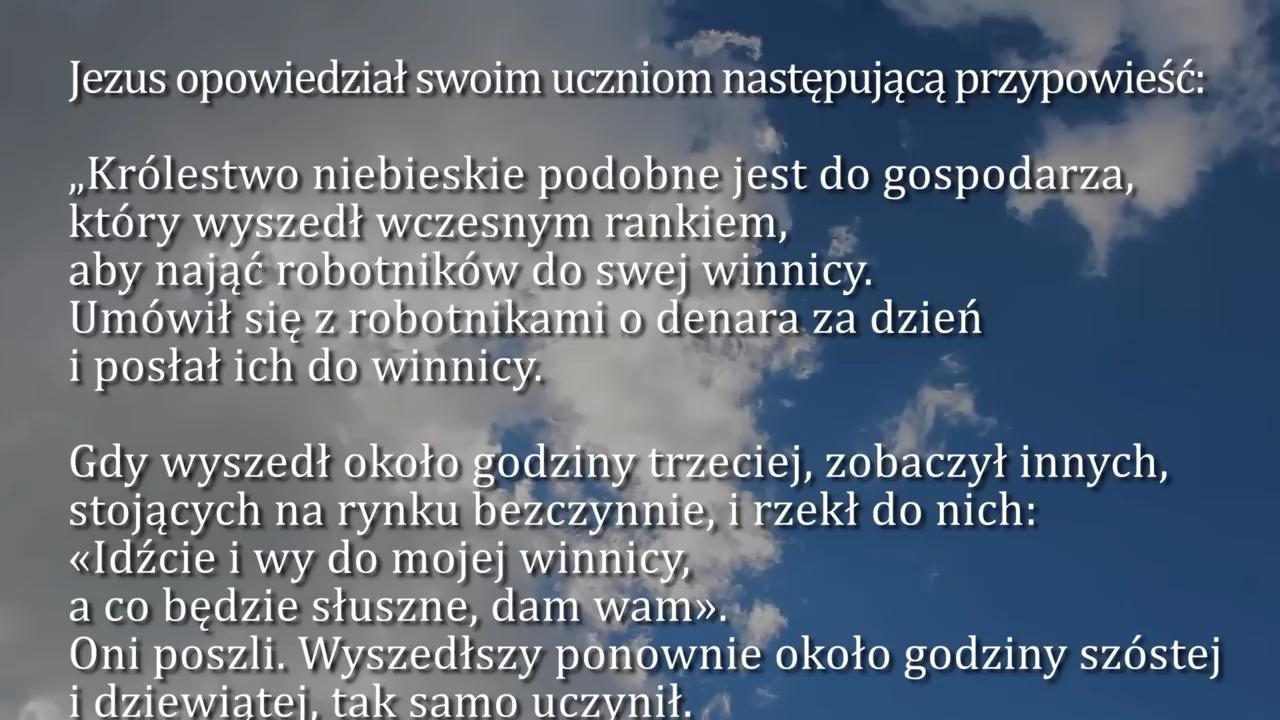 Jezus opowiedział swoim uczniom następującą przypowieść:
„Królestwo niebieskie podobne jest do gospodarza,
który wyszedł wczesnym rankiem,
aby nająć robotników do swej winnicy.
Umówił się z robotnikami o denara za dzień
i posłał ich do winnicy.
Gdy wyszedł około godziny trzeciej, zobaczył innych,
stojących na rynku bezczynnie, i rzekł do nich:
«Idźcie i wy do mojej winnicy,
a co będzie słuszne, dam wam».
Oni poszli. Wyszedłszy ponownie około godziny szóstej
i dziewiątej, tak samo uczynił.